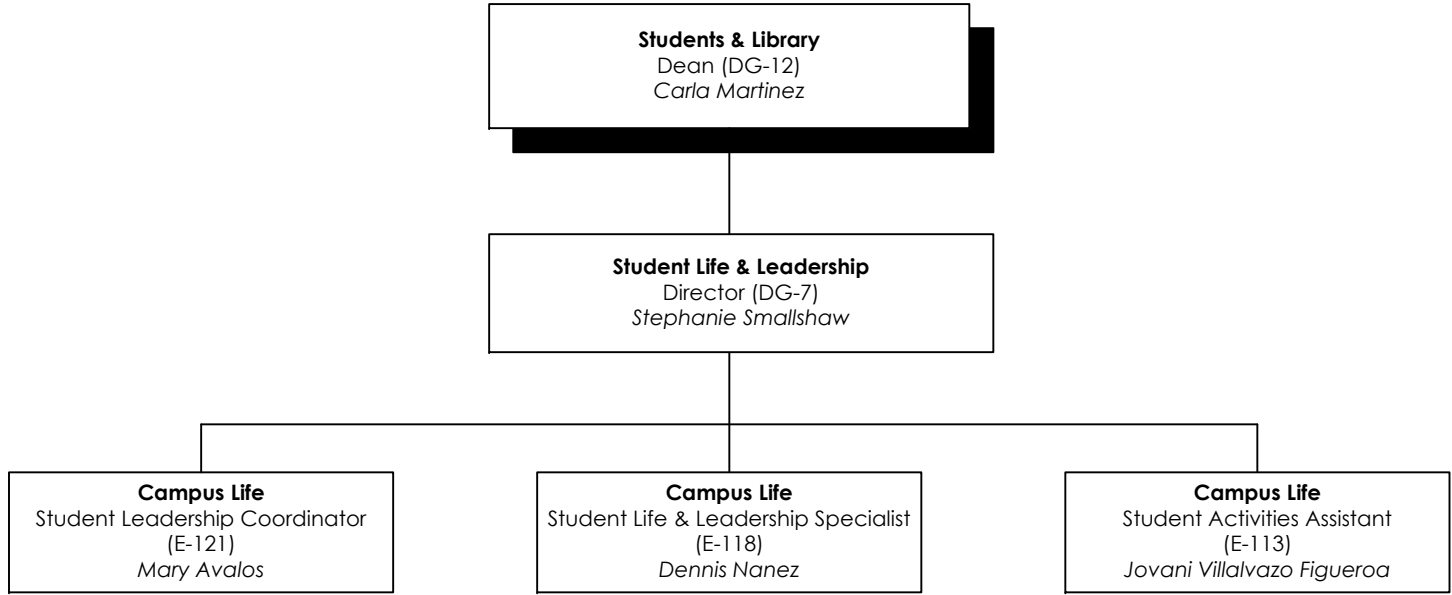 Students & Library
Dean (DG-12)
Carla Martinez
Student Life & Leadership
Director (DG-7)
Stephanie Smallshaw
Campus Life
Student Leadership Coordinator
(E-121)
Mary Avalos
Campus Life
Student Life & Leadership Specialist
(E-118)
Dennis Nanez
Campus Life
Student Activities Assistant
(E-113)
Jovani Villalvazo Figueroa